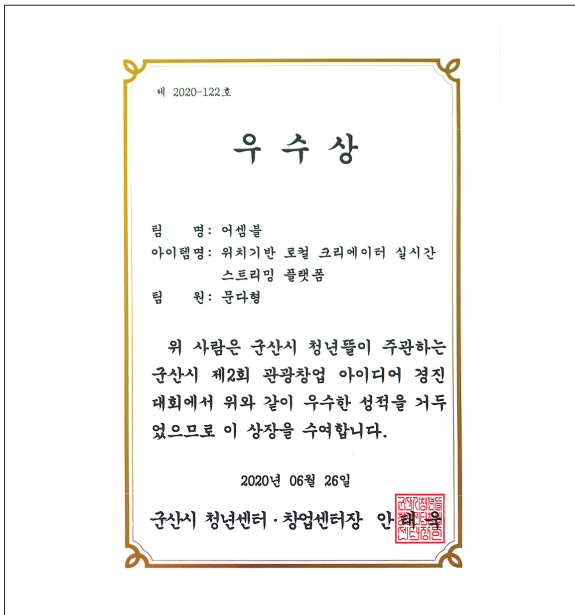 제 2020-122호
우 수 상
팀 명: 어셈블
아이템명: 위치기반 로컬 크리에이터 실시간
스트리밍 플랫폼
팀 원: 문다형
위 사람은 군산시 청년뜰이 주관하는
군산시 제2회 관광창업 아이디어 경진
대회에서 위와 같이 우수한 성적을 거두
었으므로 이 상장을 수여합니다.
2020년 06월 26일
군산시 청년센터·창업센터장 안태욱